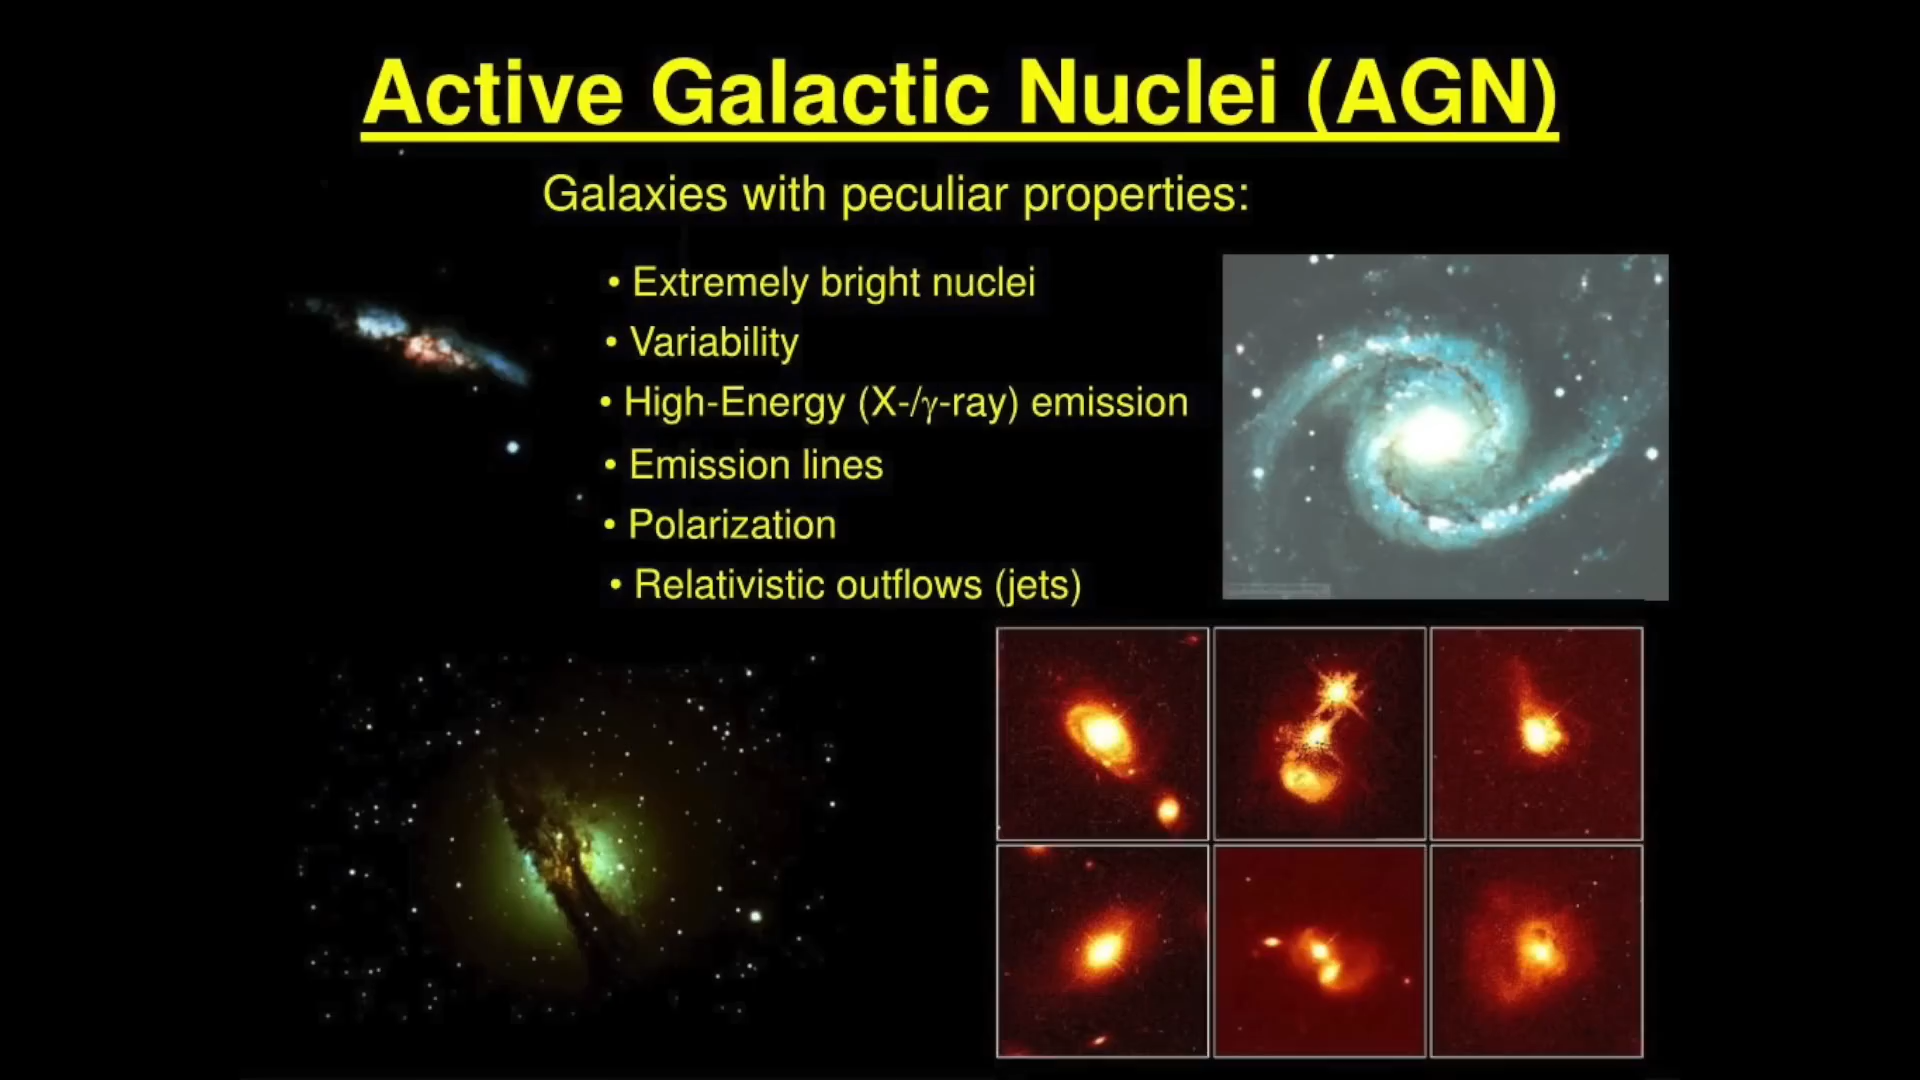 Active Galactic Nuclei (AGN)
Galaxies with peculiar properties:
• Extremely bright nuclei
• Variability
• High-Energy (X-/γ-ray) emission
• Emission lines
• Polarization
• Relativistic outflows (jets)